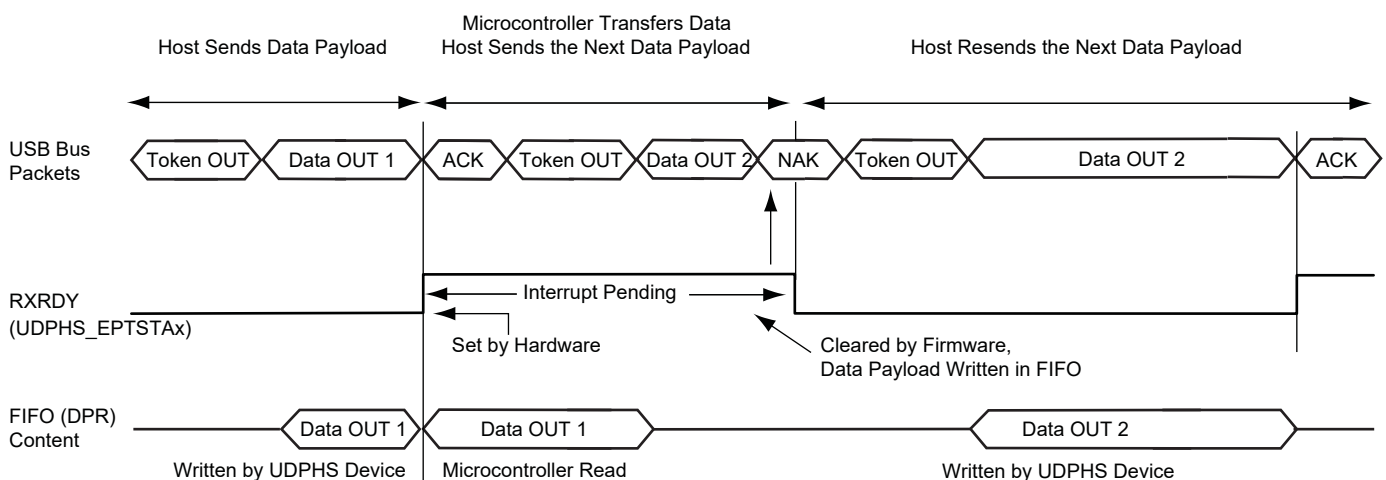 Microcontroller Transfers Data
Host Sends Data Payload
Host Sends the Next Data Payload
Host Resends the Next Data Payload
USB Bus
Packets
Token OUT
Data OUT 1
ACK
Token OUT
Data OUT 2
NAK
Token OUT
Data OUT 2
ACK
RXRDY
(UDPHS_EPTSTAx)
Interrupt Pending
Set by Hardware
Cleared by Firmware,
Data Payload Written in FIFO
FIFO (DPR)
Content
Data OUT 1
Data OUT 1
Data OUT 2
Written by UDPHS Device
Microcontroller Read
Written by UDPHS Device